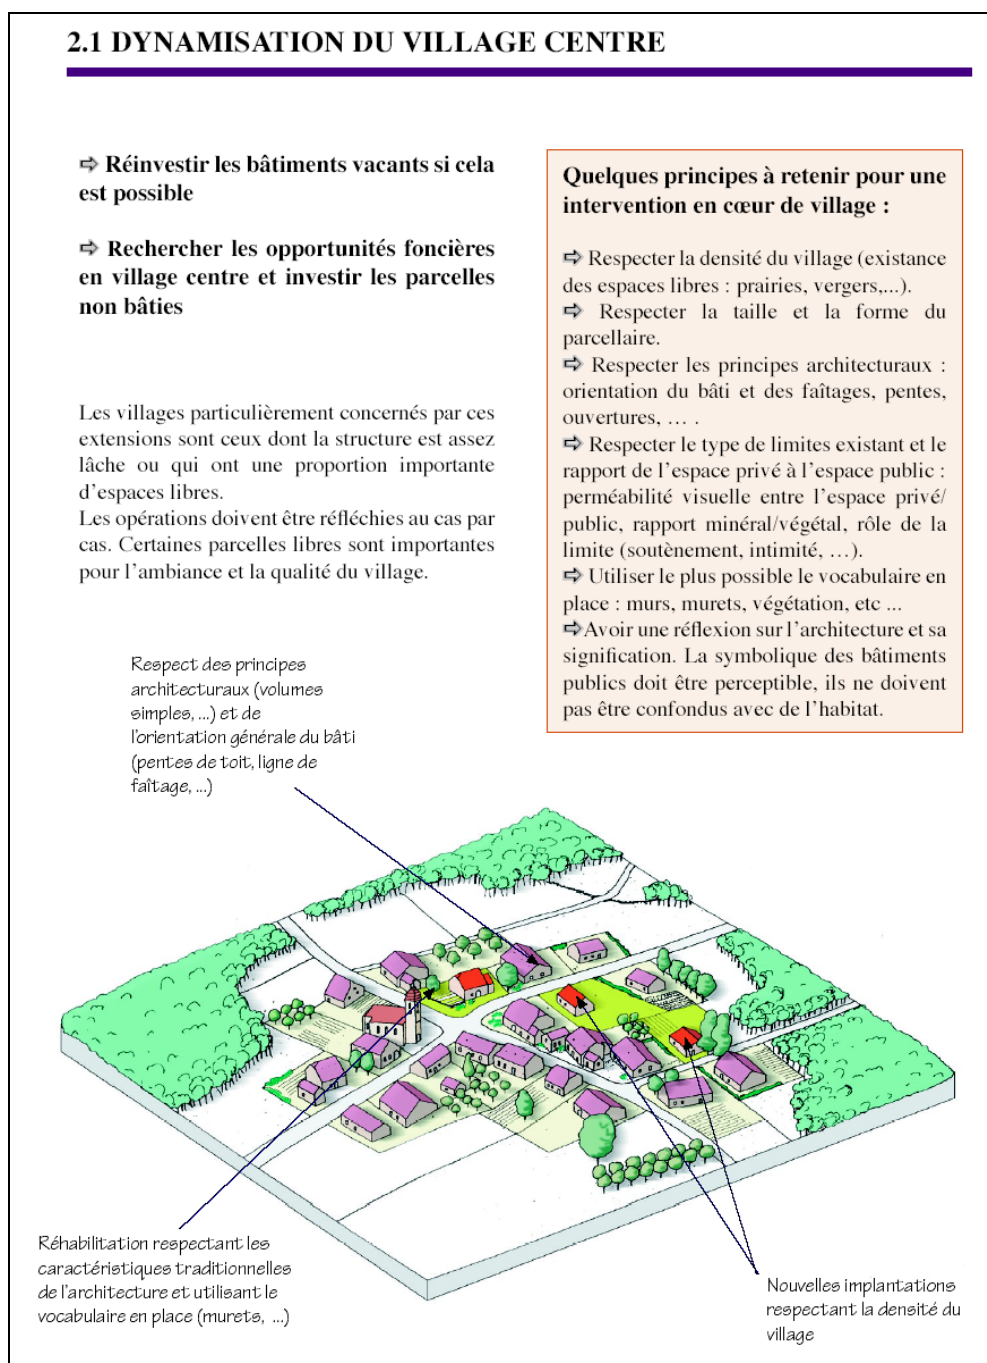 2.1 DYNAMISATION DU VILLAGE CENTRE
⇨ Réinvestir les bâtiments vacants si cela
est possible
⇨ Rechercher les opportunités foncières
en village centre et investir les parcelles
non bâties
Les villages particulièrement concernés par ces
extensions sont ceux dont la structure est assez
lâche ou qui ont une proportion importante
d'espaces libres.
Les opérations doivent être réfléchies au cas par
cas. Certaines parcelles libres sont importantes
pour l'ambiance et la qualité du village.
Quelques principes à retenir pour une
intervention en cœur de village :
⇨ Respecter la densité du village (existance
des espaces libres : prairies, vergers,...).
⇨ Respecter la taille et la forme du
parcellaire.
⇨ Respecter les principes architecturaux :
orientation du bâti et des faîtages, pentes,
ouvertures, ... .
⇨ Respecter le type de limites existant et le
rapport de l'espace privé à l'espace public :
perméabilité visuelle entre l'espace privé/
public, rapport minéral/végétal, rôle de la
limite (soutènement, intimité, ...).
⇨ Utiliser le plus possible le vocabulaire en
place : murs, murets, végétation, etc ...
⇨Avoir une réflexion sur l'architecture et sa
signification. La symbolique des bâtiments
publics doit être perceptible, ils ne doivent
pas être confondus avec de l'habitat.
Respect des principes
architecturaux (volumes
simples, ...) et de
l'orientation générale du bâti
(pentes de toit, ligne de
faîtage, ...)
Réhabilitation respectant les
caractéristiques traditionnelles
de l'architecture et utilisant le
vocabulaire en place (murets, ...)
Nouvelles implantations
respectant la densité du
village